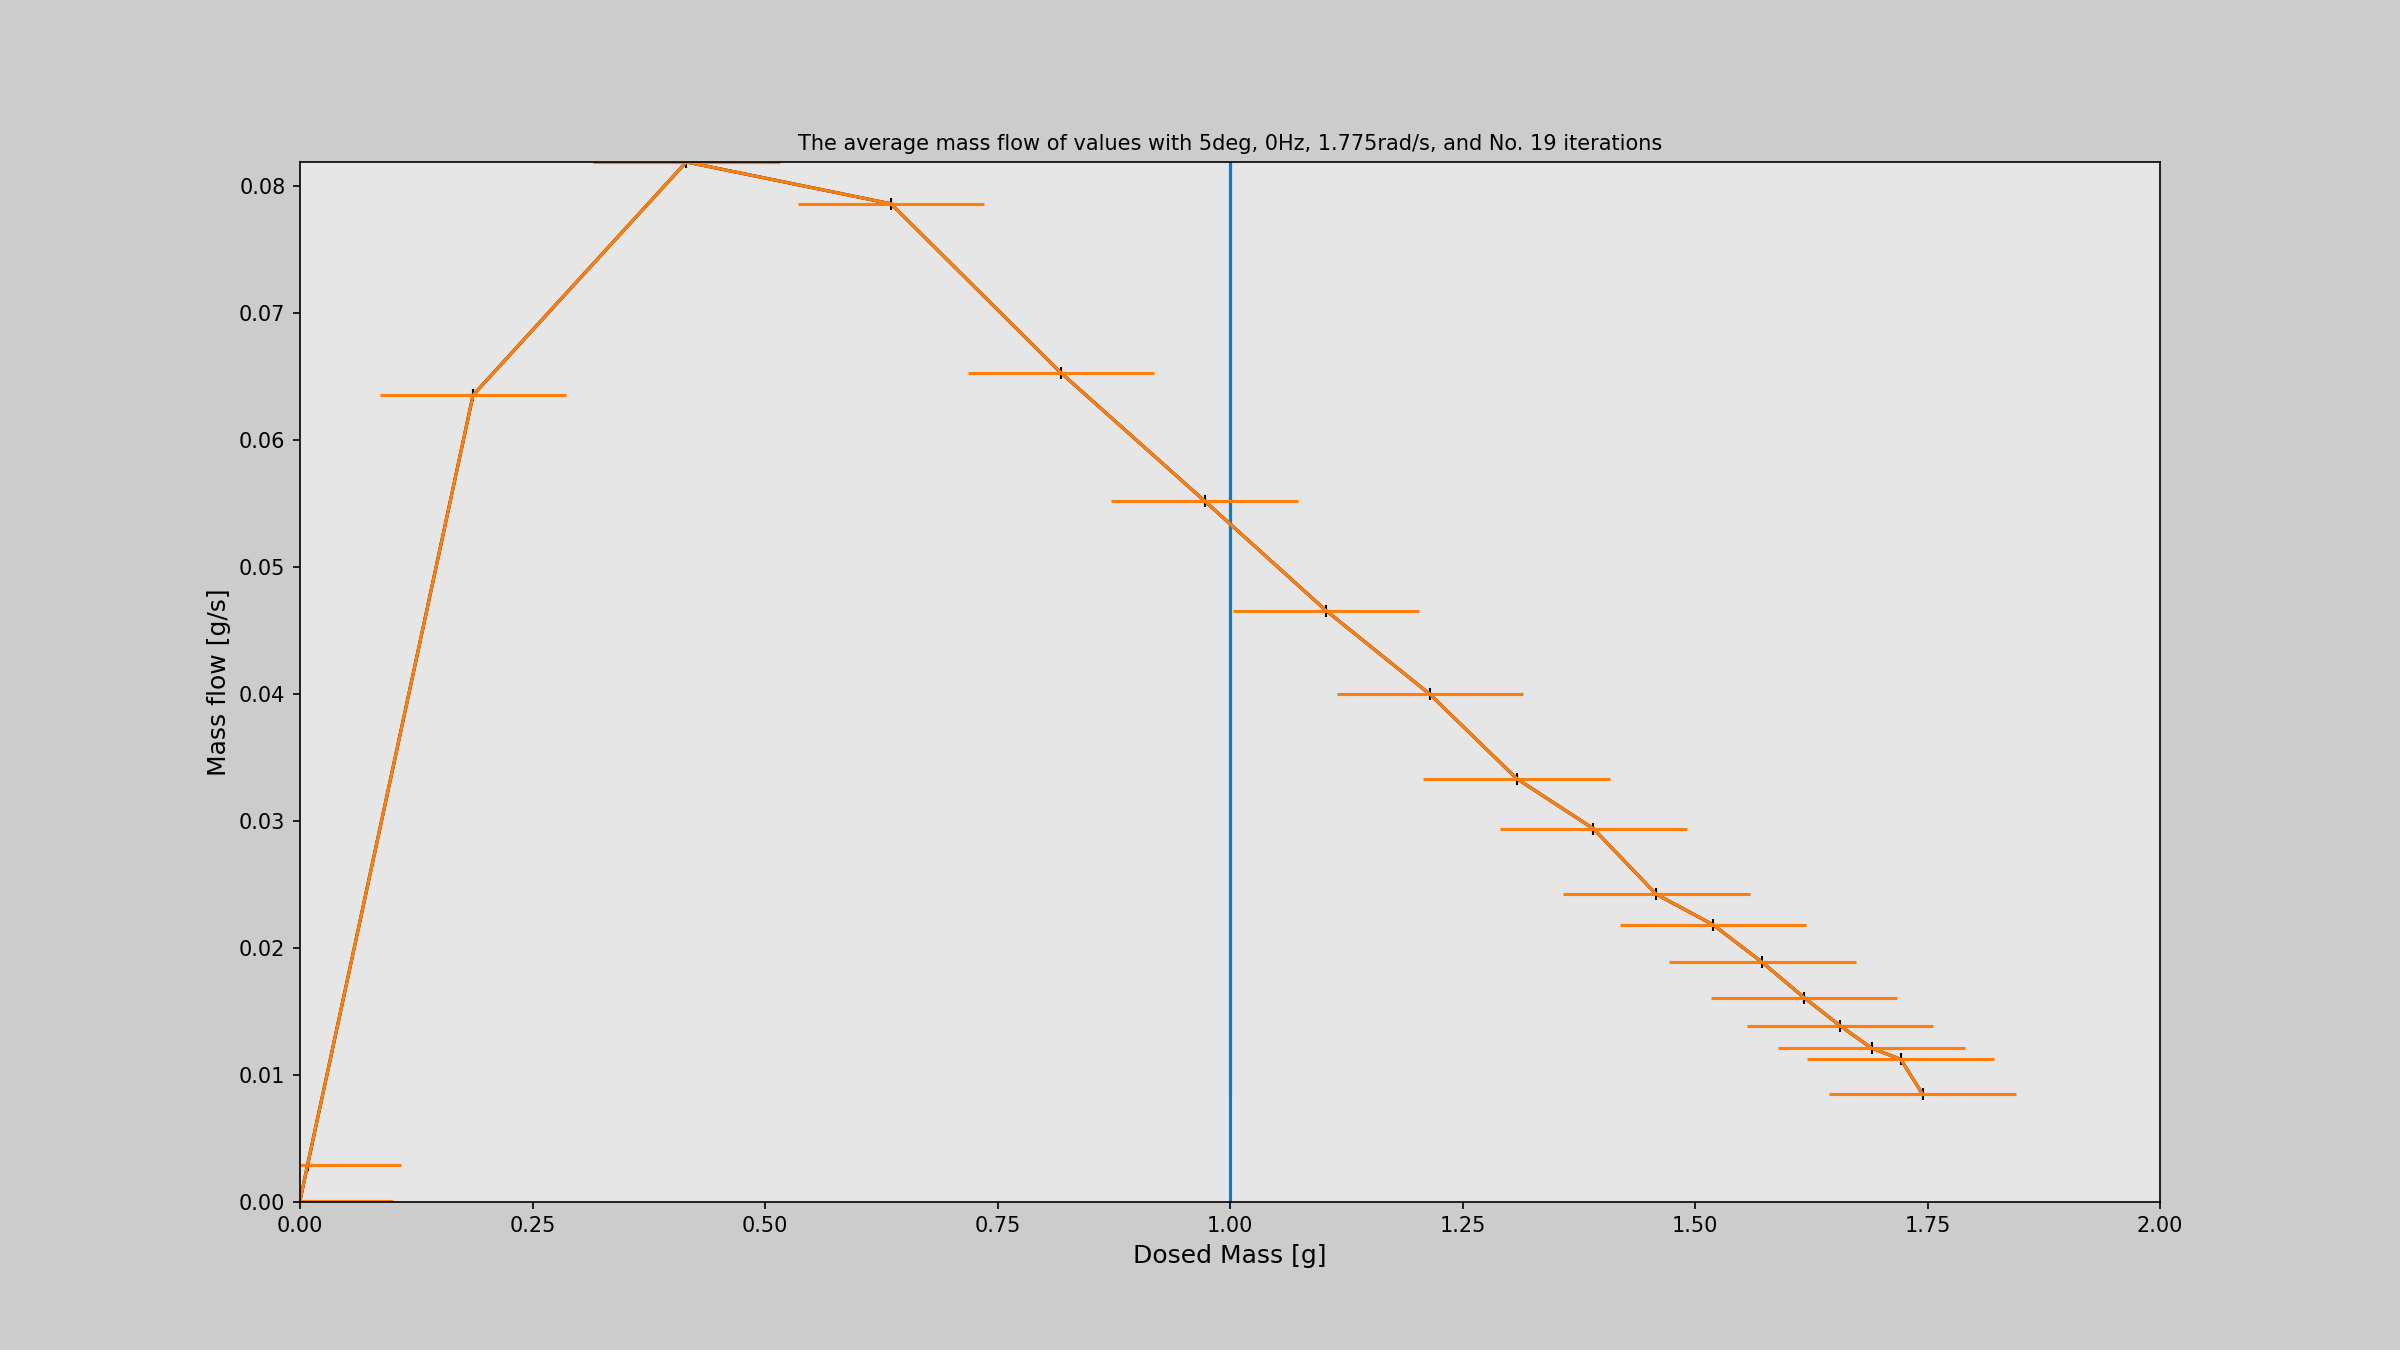 The average mass flow of values with 5deg, 0Hz, 1.775rad/s, and No. 19 iterations
0.08
0.07
0.06
0.05
0.04
0.03
0.02
0.01
0.00
Mass flow [g/s]
0.00 0.25 0.50 0.75 1.00 1.25 1.50 1.75 2.00
Dosed Mass [g]